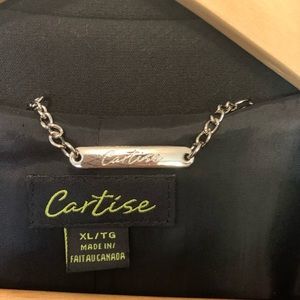 Cartise
Cartise
XL/TG
MADE IN/
FAIT AU CANADA